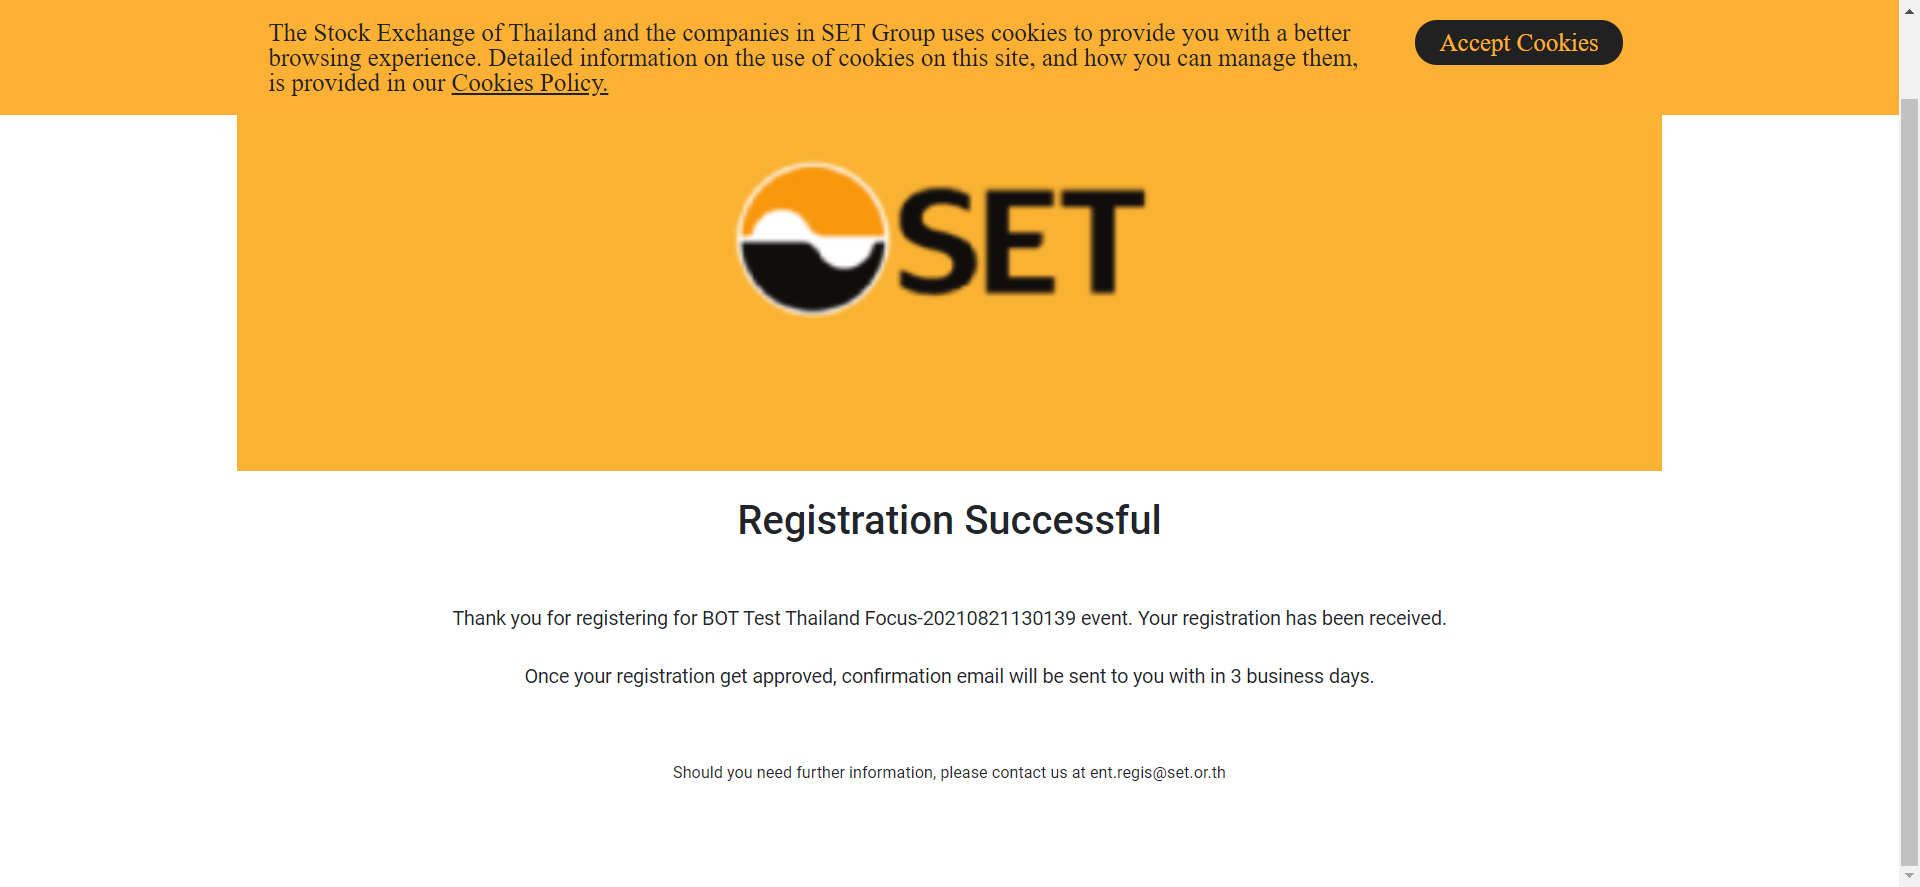 The Stock Exchange of Thailand and the companies in SET Group uses cookies to provide you with a better
browsing experience. Detailed information on the use of cookies on this site, and how you can manage them,
is provided in our Cookies Policy.
Accept Cookies
SET
Registration Successful
Thank you for registering for BOT Test Thailand Focus-20210821130139 event. Your registration has been received.
Once your registration get approved, confirmation email will be sent to you with in 3 business days.
Should you need further information, please contact us at ent.regis@set.or.th